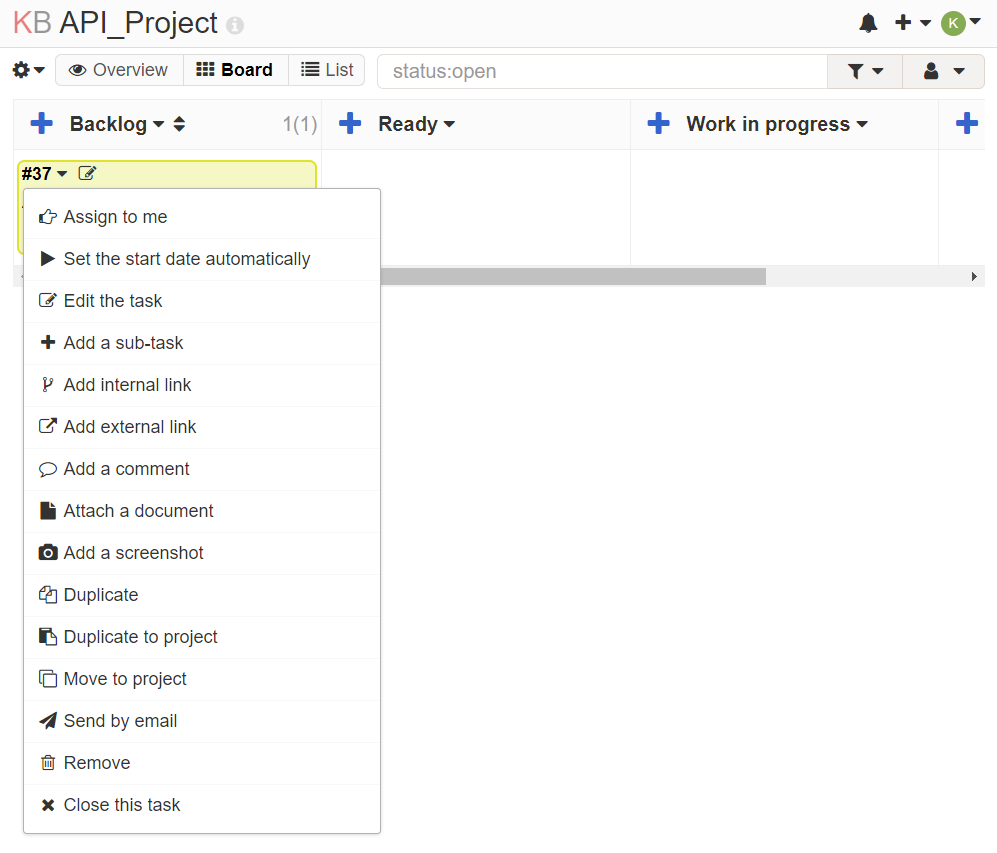 KB API_Project
K
Overview Board List status:open
Backlog 1(1) Ready Work in progress
#37
Assign to me
Set the start date automatically
Edit the task
Add a sub-task
Add internal link
Add external link
Add a comment
Attach a document
Add a screenshot
Duplicate
Duplicate to project
Move to project
Send by email
Remove
Close this task